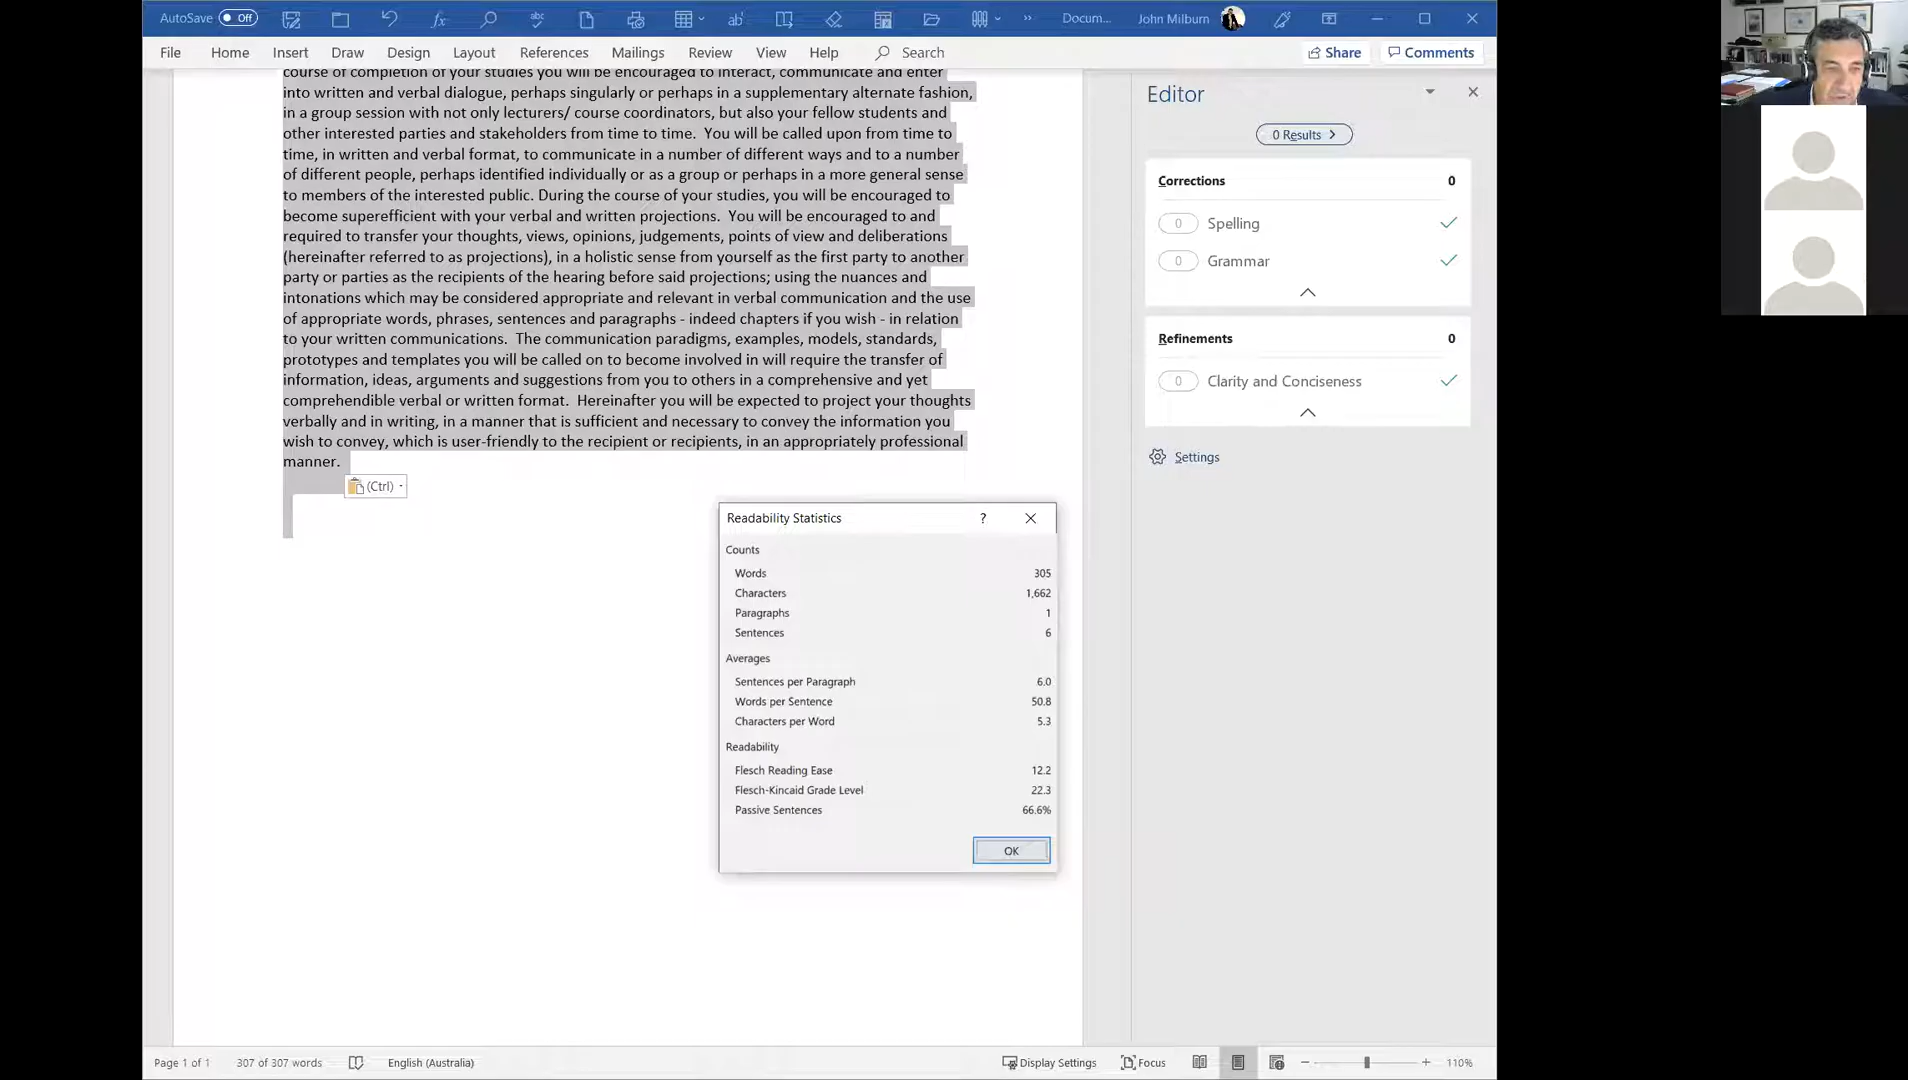 AutoSave Off Docum... John Milburn
File Home Insert Draw Design Layout References Mailings Review View Help Search Share Comments
course of completion of your studies you will be encouraged to interact, communicate and enter
into written and verbal dialogue, perhaps singularly or perhaps in a supplementary alternate fashion,
in a group session with not only lecturers/ course coordinators, but also your fellow students and
other interested parties and stakeholders from time to time.  You will be called upon from time to
time, in written and verbal format, to communicate in a number of different ways and to a number
of different people, perhaps identified individually or as a group or perhaps in a more general sense
to members of the interested public. During the course of your studies, you will be encouraged to
become superefficient with your verbal and written projections.  You will be encouraged to and
required to transfer your thoughts, views, opinions, judgements, points of view and deliberations
(hereinafter referred to as projections), in a holistic sense from yourself as the first party to another
party or parties as the recipients of the hearing before said projections; using the nuances and
intonations which may be considered appropriate and relevant in verbal communication and the use
of appropriate words, phrases, sentences and paragraphs - indeed chapters if you wish - in relation
to your written communications.  The communication paradigms, examples, models, standards,
prototypes and templates you will be called on to become involved in will require the transfer of
information, ideas, arguments and suggestions from you to others in a comprehensive and yet
comprehendible verbal or written format.  Hereinafter you will be expected to project your thoughts
verbally and in writing, in a manner that is sufficient and necessary to convey the information you
wish to convey, which is user-friendly to the recipient or recipients, in an appropriately professional
manner.
(Ctrl)
Readability Statistics ?
Counts
Words 305
Characters 1,662
Paragraphs 1
Sentences 6
Averages
Sentences per Paragraph 6.0
Words per Sentence 50.8
Characters per Word 5.3
Readability
Flesch Reading Ease 12.2
Flesch-Kincaid Grade Level 22.3
Passive Sentences 66.6%
OK
Editor
0 Results
Corrections 0
0 Spelling
0 Grammar
Refinements 0
0 Clarity and Conciseness
Settings
Page 1 of 1 307 of 307 words English (Australia) Display Settings Focus 110%